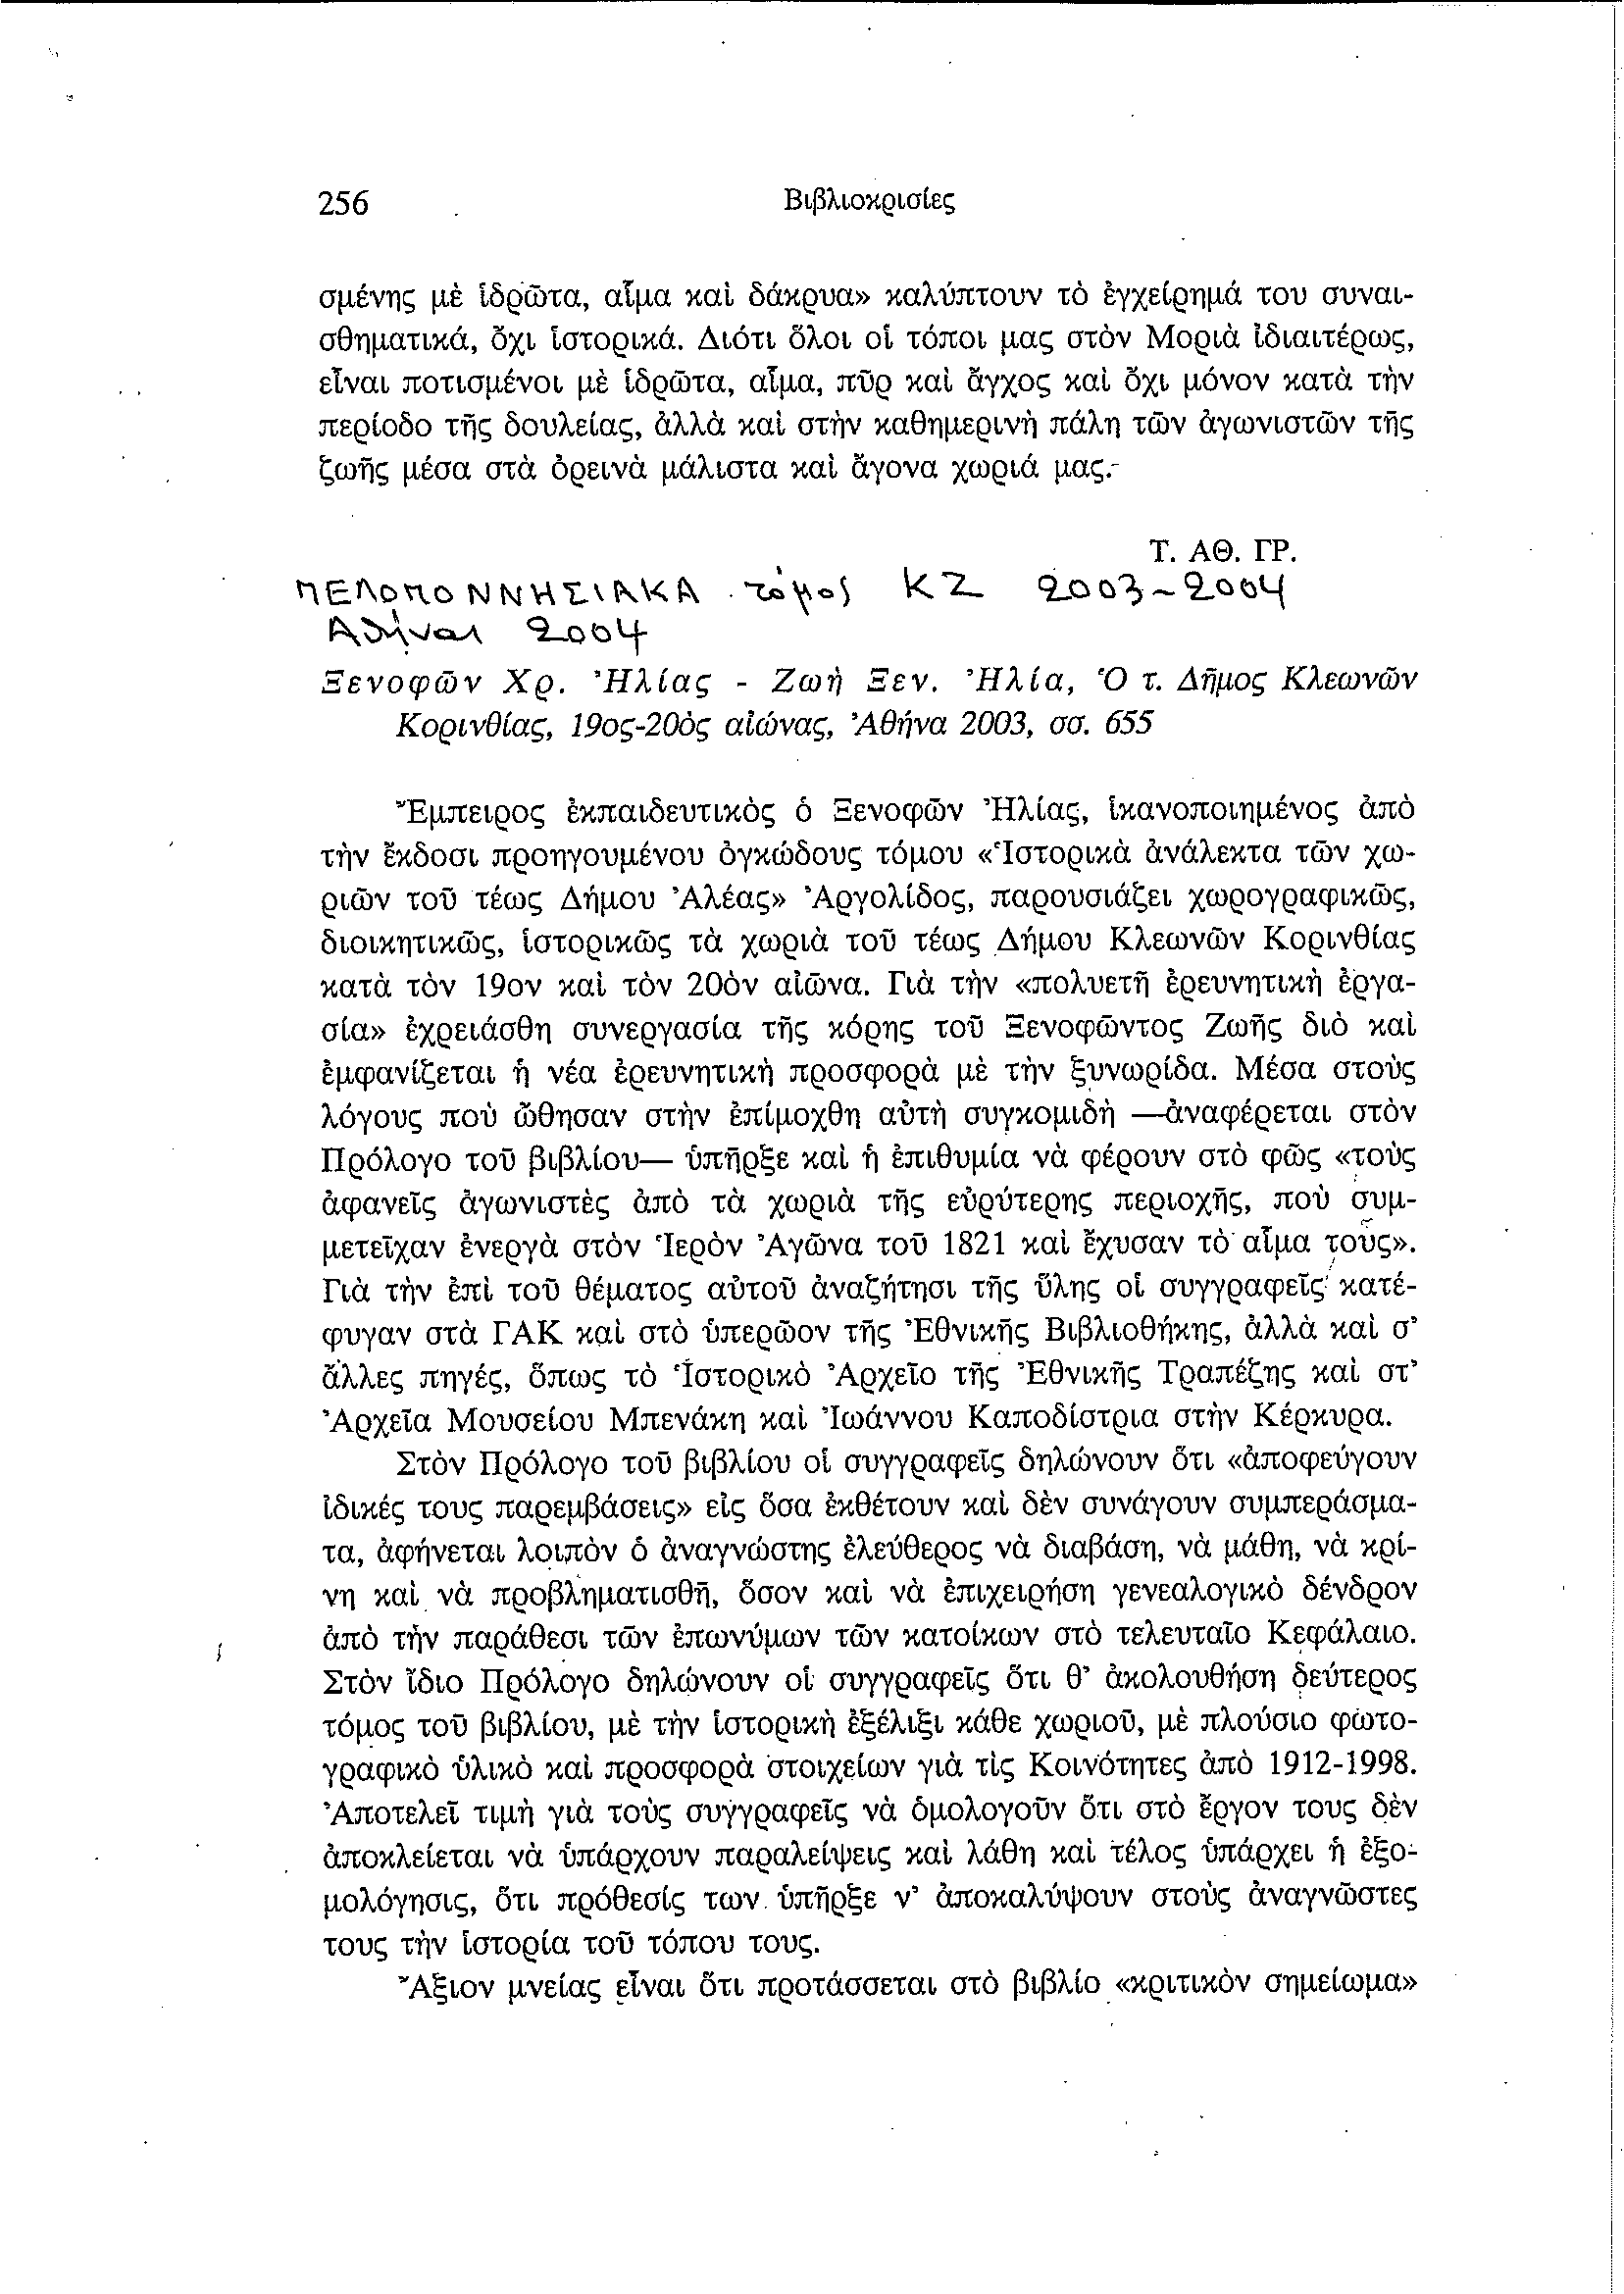 256 Βιβλιοκρισίες
σμένης μὲ ἱδρῶτα, αἷμα καὶ δάκρυα» καλύπτουν τὸ ἐγχείρημά του συναι-
σθηματικά, ὄχι ἱστορικά. Διότι ὅλοι οἱ τόποι μας στὸν Μοριὰ ἰδιαιτέρως,
εἶναι ποτισμένοι μὲ ἱδρῶτα, αἷμα, πῦρ καὶ ἄγχος καὶ ὄχι μόνον κατὰ τὴν
περίοδο τῆς δουλείας, ἀλλὰ καὶ στὴν καθημερινὴ πάλη τῶν ἀγωνιστῶν τῆς
ζωῆς μέσα στὰ ὀρεινὰ μάλιστα καὶ ἄγονα χωριά μας.-
Τ. ΑΘ. ΓΡ.
ΠΕΛΟΠΟΝΝΗΣΙΑΚΑ τόμος ΚΖ 2003-2004
Αθήναι 2004
Ξενοφῶν Χρ. Ἠλίας - Ζωὴ Ξεν. Ἠλία, Ὁ τ. Δῆμος Κλεωνῶν
Κορινθίας, 19ος-20ὸς αἰώνας, Ἀθήνα 2003, σσ. 655
Ἔμπειρος ἐκπαιδευτικὸς ὁ Ξενοφῶν Ἠλίας, ἱκανοποιημένος ἀπὸ
τὴν ἔκδοσι προηγουμένου ὀγκώδους τόμου «Ἱστορικὰ ἀνάλεκτα τῶν χω-
ριῶν τοῦ τέως Δήμου Ἀλέας» Ἀργολίδος, παρουσιάζει χωρογραφικῶς,
διοικητικῶς, ἱστορικῶς τὰ χωριὰ τοῦ τέως Δήμου Κλεωνῶν Κορινθίας
κατὰ τὸν 19ον καὶ τὸν 20ὸν αἰῶνα. Γιὰ τὴν «πολυετῆ ἐρευνητικὴ ἐργα-
σία» ἐχρειάσθη συνεργασία τῆς κόρης τοῦ Ξενοφῶντος Ζωῆς διὸ καὶ
ἐμφανίζεται ἡ νέα ἐρευνητικὴ προσφορὰ μὲ τὴν ξυνωρίδα. Μέσα στοὺς
λόγους ποὺ ὤθησαν στὴν ἐπίμοχθη αὐτὴ συγκομιδὴ —ἀναφέρεται στὸν
Πρόλογο τοῦ βιβλίου— ὑπῆρξε καὶ ἡ ἐπιθυμία νὰ φέρουν στὸ φῶς «τοὺς
ἀφανεῖς ἀγωνιστὲς ἀπὸ τὰ χωριὰ τῆς εὐρύτερης περιοχῆς, ποὺ συμ-
μετεῖχαν ἐνεργὰ στὸν Ἱερὸν Ἀγῶνα τοῦ 1821 καὶ ἔχυσαν τὸ αἷμα τους».
Γιὰ τὴν ἐπὶ τοῦ θέματος αὐτοῦ ἀναζήτησι τῆς ὕλης οἱ συγγραφεῖς κατέ-
φυγαν στὰ ΓΑΚ καὶ στὸ ὑπερῶον τῆς Ἐθνικῆς Βιβλιοθήκης, ἀλλὰ καὶ σ’
ἄλλες πηγές, ὅπως τὸ Ἱστορικὸ Ἀρχεῖο τῆς Ἐθνικῆς Τραπέζης καὶ στ’
Ἀρχεῖα Μουσείου Μπενάκη καὶ Ἰωάννου Καποδίστρια στὴν Κέρκυρα.
Στὸν Πρόλογο τοῦ βιβλίου οἱ συγγραφεῖς δηλώνουν ὅτι «ἀποφεύγουν
ἰδικές τους παρεμβάσεις» εἰς ὅσα ἐκθέτουν καὶ δὲν συνάγουν συμπεράσμα-
τα, ἀφήνεται λοιπὸν ὁ ἀναγνώστης ἐλεύθερος νὰ διαβάση, νὰ μάθη, νὰ κρί-
νη καὶ νὰ προβληματισθῆ, ὅσον καὶ νὰ ἐπιχειρήση γενεαλογικὸ δένδρον
ἀπὸ τὴν παράθεσι τῶν ἐπωνύμων τῶν κατοίκων στὸ τελευταῖο Κεφάλαιο.
Στὸν ἴδιο Πρόλογο δηλώνουν οἱ συγγραφεῖς ὅτι θ’ ἀκολουθήση δεύτερος
τόμος τοῦ βιβλίου, μὲ τὴν ἱστορικὴ ἐξέλιξι κάθε χωριοῦ, μὲ πλούσιο φωτο-
γραφικὸ ὑλικὸ καὶ προσφορὰ στοιχείων γιὰ τὶς Κοινότητες ἀπὸ 1912-1998.
Ἀποτελεῖ τιμὴ γιὰ τοὺς συγγραφεῖς νὰ ὁμολογοῦν ὅτι στὸ ἔργον τους δὲν
ἀποκλείεται νὰ ὑπάρχουν παραλείψεις καὶ λάθη καὶ τέλος ὑπάρχει ἡ ἐξο-
μολόγησις, ὅτι πρόθεσίς των ὑπῆρξε ν’ ἀποκαλύψουν στοὺς ἀναγνῶστες
τους τὴν ἱστορία τοῦ τόπου τους.
Ἄξιον μνείας εἶναι ὅτι προτάσσεται στὸ βιβλίο «κριτικὸν σημείωμα»